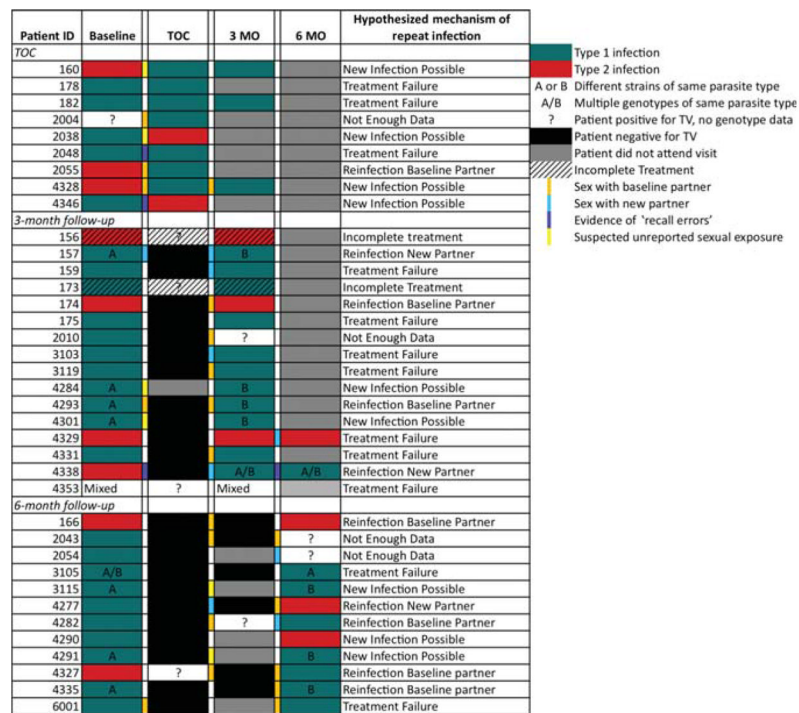 Patient ID Baseline TOC 3 MO 6 MO Hypothesized mechanism of repeat infection
TOC
160 New Infection Possible
178 Treatment Failure
182 Treatment Failure
2004 ? Not Enough Data
2038 New Infection Possible
2048 Treatment Failure
2055 Reinfection Baseline Partner
4328 New Infection Possible
4346 New Infection Possible
3-month follow-up
156 ? Incomplete treatment
157 A B Reinfection New Partner
159 Treatment Failure
173 ? Incomplete Treatment
174 Reinfection Baseline Partner
175 Treatment Failure
2010 ? Not Enough Data
3103 Treatment Failure
3119 Treatment Failure
4284 A B New Infection Possible
4293 A B Reinfection Baseline Partner
4301 A B New Infection Possible
4329 Treatment Failure
4331 Treatment Failure
4338 A/B A/B Reinfection New Partner
4353 Mixed ? Mixed Treatment Failure
6-month follow-up
166 Reinfection Baseline Partner
2043 ? Not Enough Data
2054 ? Not Enough Data
3105 A/B A Treatment Failure
3115 A B New Infection Possible
4277 Reinfection New Partner
4282 ? Reinfection Baseline Partner
4290 New Infection Possible
4291 A B New Infection Possible
4327 ? Reinfection Baseline partner
4335 A B Reinfection Baseline partner
6001 Treatment Failure
Type 1 infection
Type 2 infection
A or B Different strains of same parasite type
A/B Multiple genotypes of same parasite type
? Patient positive for TV, no genotype data
Patient negative for TV
Patient did not attend visit
Incomplete Treatment
Sex with baseline partner
Sex with new partner
Evidence of 'recall errors'
Suspected unreported sexual exposure